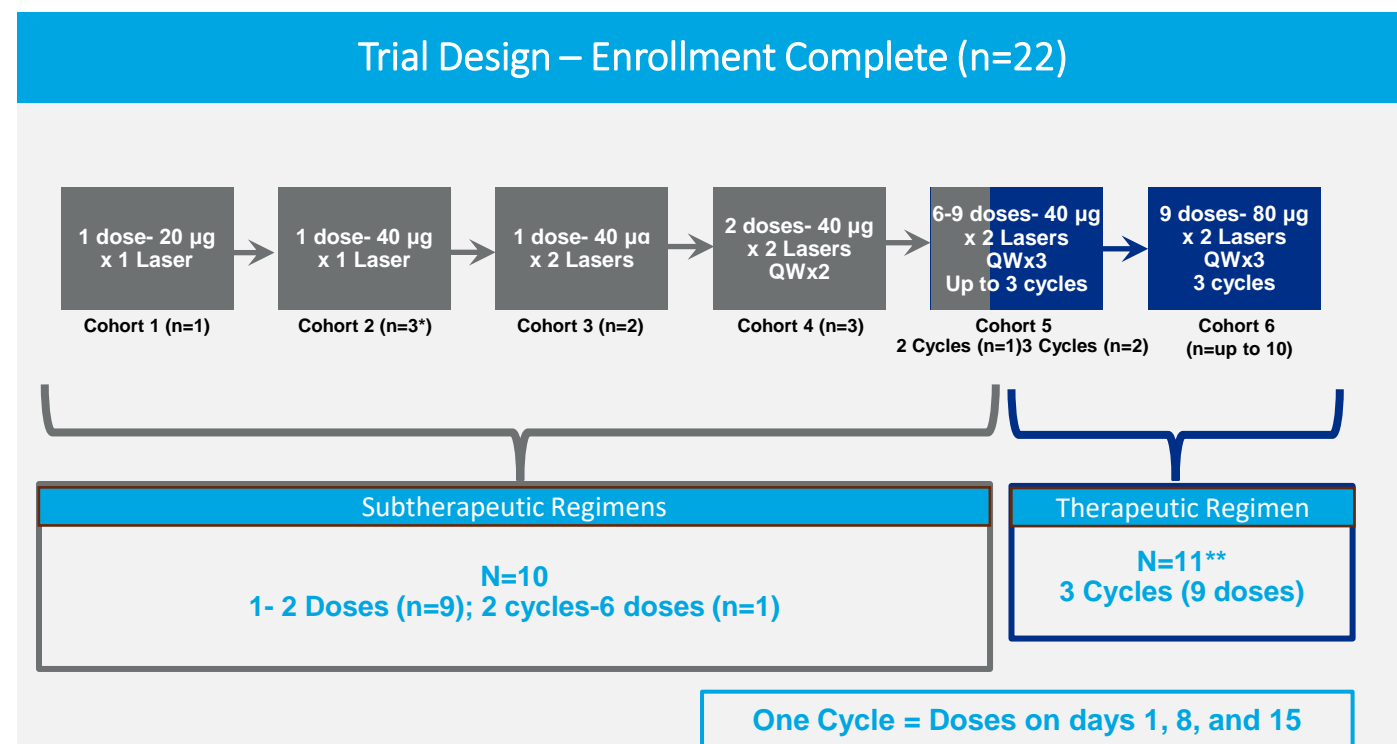 Trial Design – Enrollment Complete (n=22)
1 dose- 20 µg
x 1 Laser
1 dose- 40 µg
x 1 Laser
1 dose- 40 µg
x 2 Lasers
2 doses- 40 µg
x 2 Lasers
QWx2
6-9 doses- 40 µg
x 2 Lasers
QWx3
Up to 3 cycles
9 doses- 80 µg
x 2 Lasers
QWx3
3 cycles
Cohort 1 (n=1)
Cohort 2 (n=3*)
Cohort 3 (n=2)
Cohort 4 (n=3)
Cohort 5
2 Cycles (n=1)3 Cycles (n=2)
Cohort 6
(n=up to 10)
Subtherapeutic Regimens
N=10
1- 2 Doses (n=9); 2 cycles-6 doses (n=1)
Therapeutic Regimen
N=11**
3 Cycles (9 doses)
One Cycle = Doses on days 1, 8, and 15